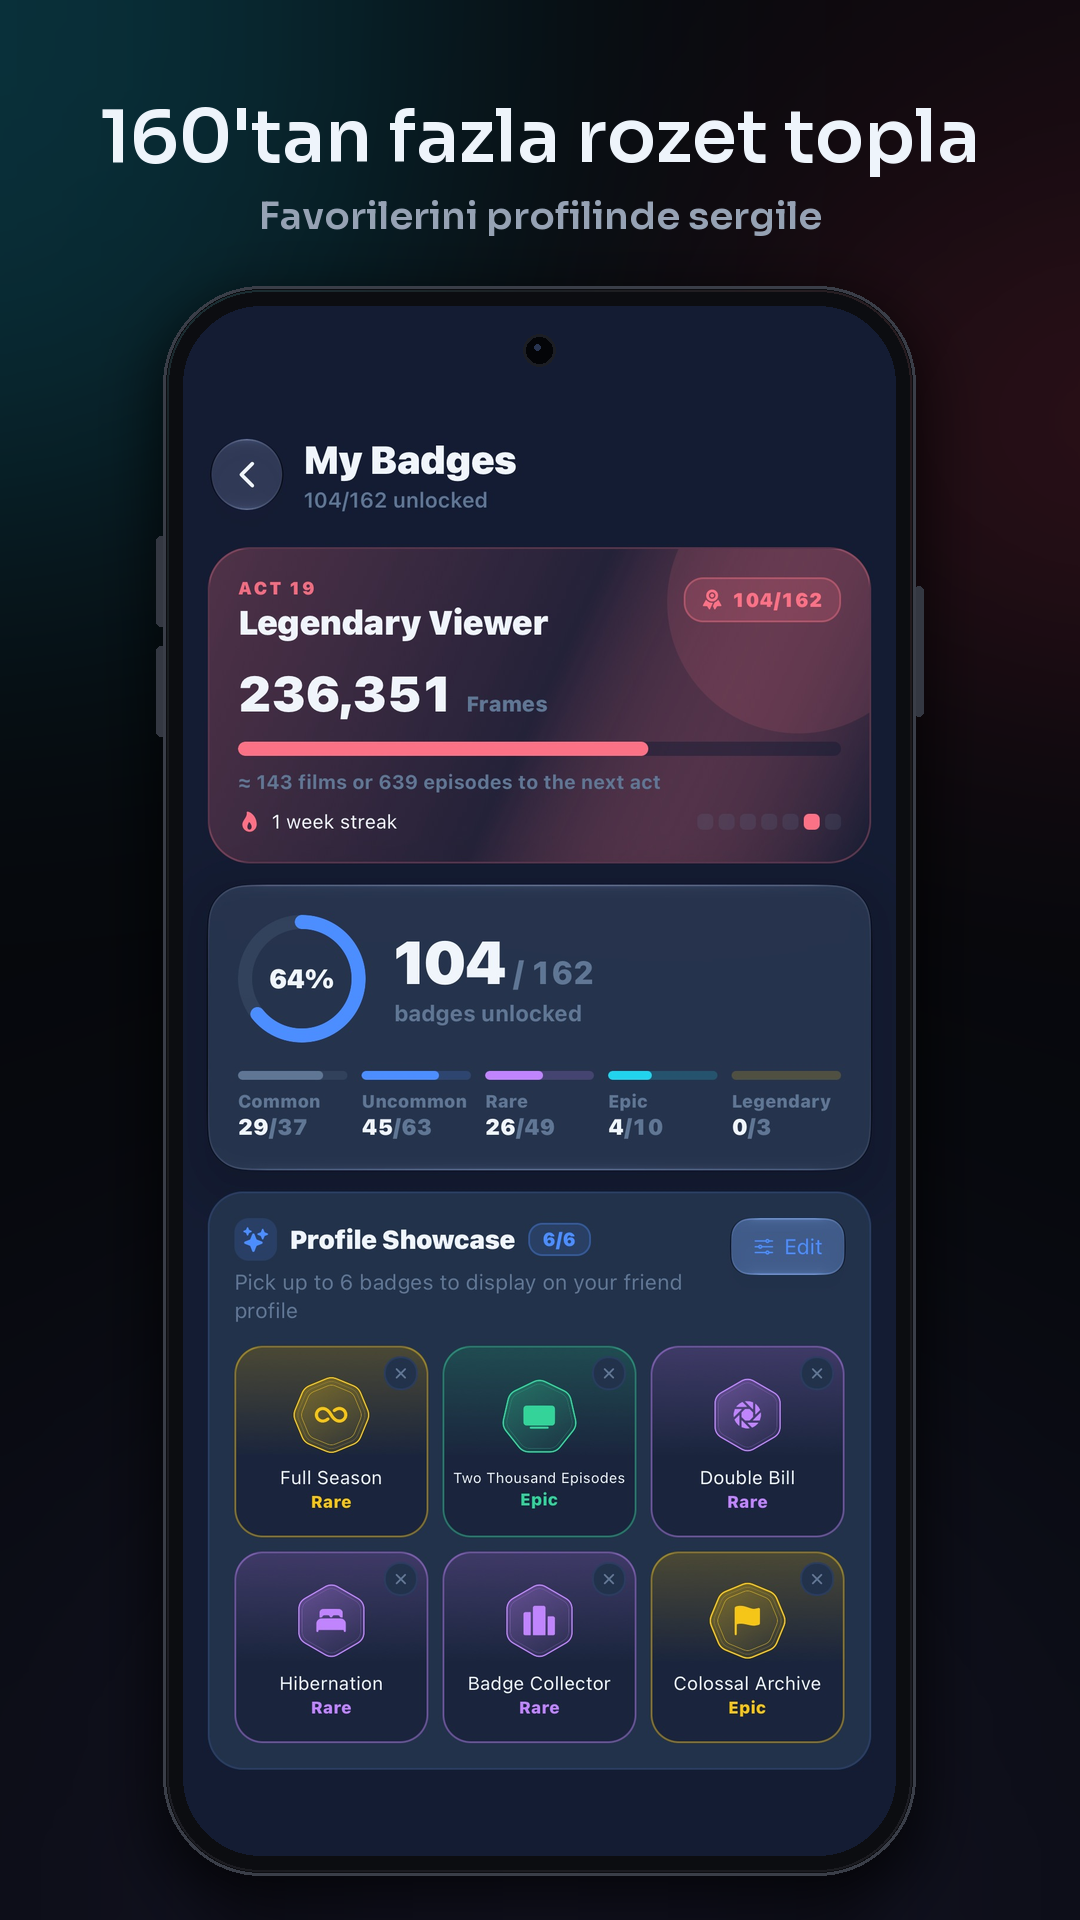 160'tan fazla rozet topla
Favorilerini profilinde sergile
My Badges
104/162 unlocked
ACT 19
104/162
Legendary Viewer
236,351 Frames
≈ 143 films or 639 episodes to the next act
1 week streak
64%
104 / 162
badges unlocked
Common Uncommon Rare Epic Legendary
29/37 45/63 26/49 4/10 0/3
Profile Showcase 6/6
Edit
Pick up to 6 badges to display on your friend
profile
Full Season Two Thousand Episodes Double Bill
Rare Epic Rare
Hibernation Badge Collector Colossal Archive
Rare Rare Epic